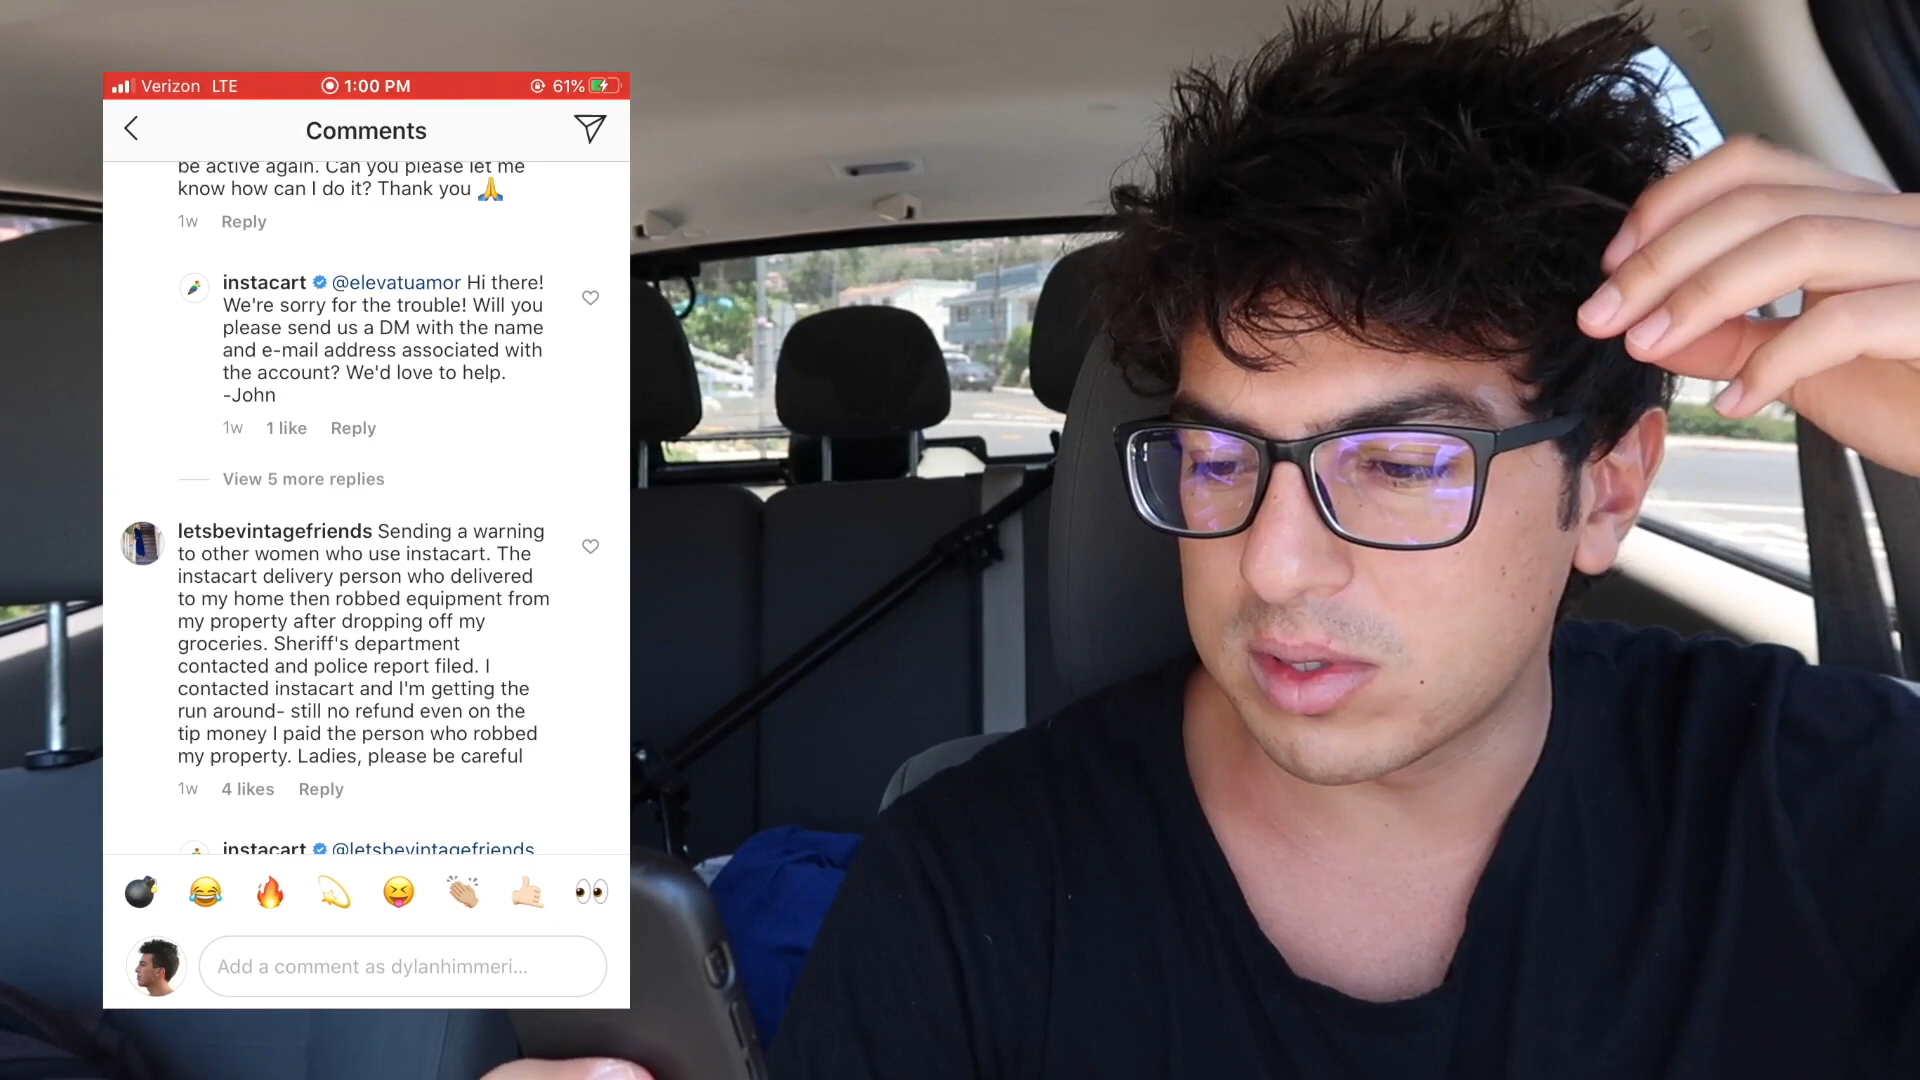 Verizon LTE 1:00 PM 61%
Comments
be active again. Can you please let me
know how can I do it? Thank you 🙏
1w Reply
instacart @elevatuamor Hi there!
We're sorry for the trouble! Will you
please send us a DM with the name
and e-mail address associated with
the account? We'd love to help.
-John
1w 1 like Reply
View 5 more replies
letsbevintagefriends Sending a warning
to other women who use instacart. The
instacart delivery person who delivered
to my home then robbed equipment from
my property after dropping off my
groceries. Sheriff's department
contacted and police report filed. I
contacted instacart and I'm getting the
run around- still no refund even on the
tip money I paid the person who robbed
my property. Ladies, please be careful
1w 4 likes Reply
instacart @letsbevintagefriends
Add a comment as dylanhimmeri...